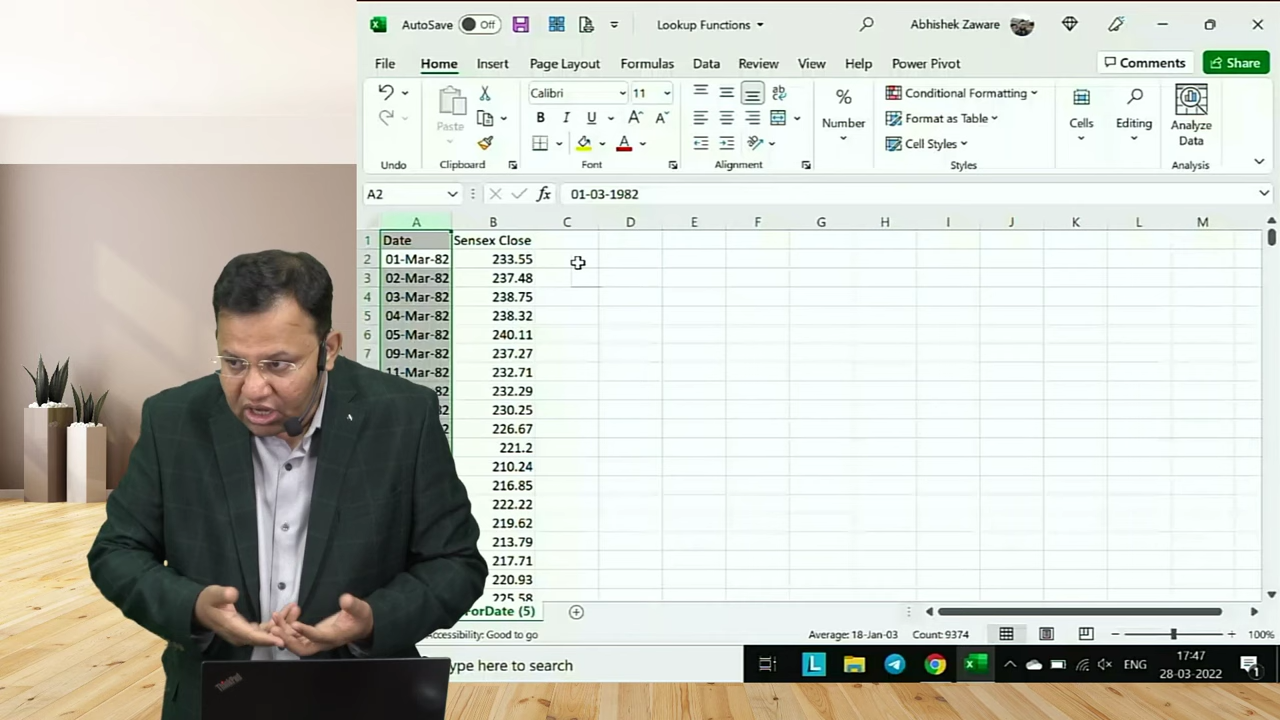 AutoSave Off Lookup Functions Abhishek Zaware
File Home Insert Page Layout Formulas Data Review View Help Power Pivot Comments Share
Paste
Calibri 11
Number
Conditional Formatting
Format as Table
Cell Styles
Cells
Editing
Analyze
Data
Undo Clipboard Font Alignment Styles Analysis
A2 fx 01-03-1982
A B C D E F G H I J K L M
1 Date Sensex Close
2 01-Mar-82 233.55
3 02-Mar-82 237.48
4 03-Mar-82 238.75
5 04-Mar-82 238.32
6 05-Mar-82 240.11
7 09-Mar-82 237.27
11-Mar-82 232.71
82 232.29
82 230.25
2 226.67
221.2
210.24
216.85
222.22
219.62
213.79
217.71
220.93
225.58
ForDate (5)
Accessibility: Good to go Average: 18-Jan-03 Count: 9374 100%
ype here to search ENG 17:47
28-03-2022
ThinkPad